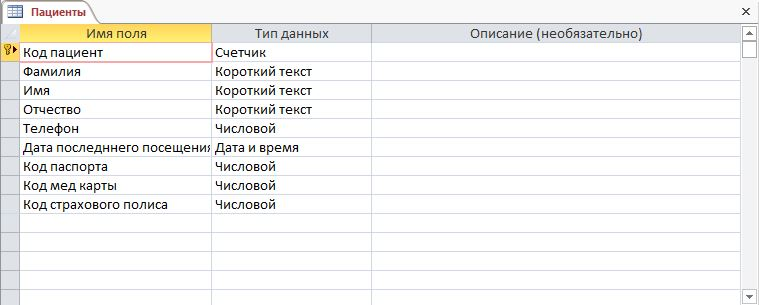 Пациенты
Имя поля Тип данных Описание (необязательно)
Код пациент Счетчик
Фамилия Короткий текст
Имя Короткий текст
Отчество Короткий текст
Телефон Числовой
Дата последннего посещения Дата и время
Код паспорта Числовой
Код мед карты Числовой
Код страхового полиса Числовой